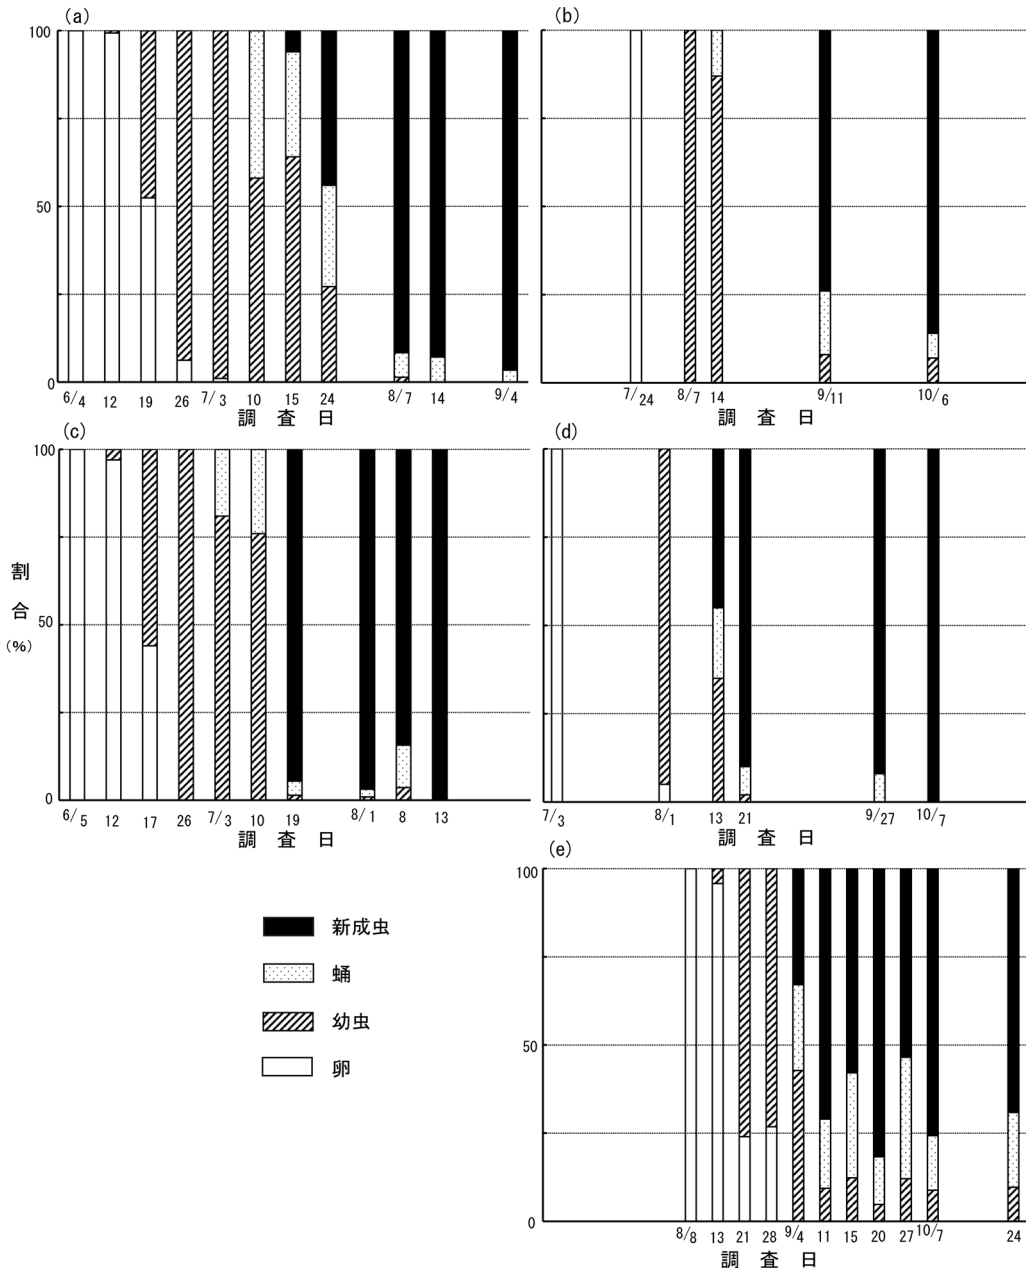 (a)
100
50
0
6/4 12 19 26 7/3 10 15 24 8/7 14 9/4
調査日
(b)
7/24 8/7 14 9/11 10/6
調査日
(c)
割合
(%)
100
50
0
6/5 12 17 26 7/3 10 19 8/1 8 13
調査日
(d)
7/3 8/1 13 21 9/27 10/7
調査日
新成虫
蛹
幼虫
卵
(e)
100
50
0
8/8 13 21 28 9/4 11 15 20 27 10/7 24
調査日